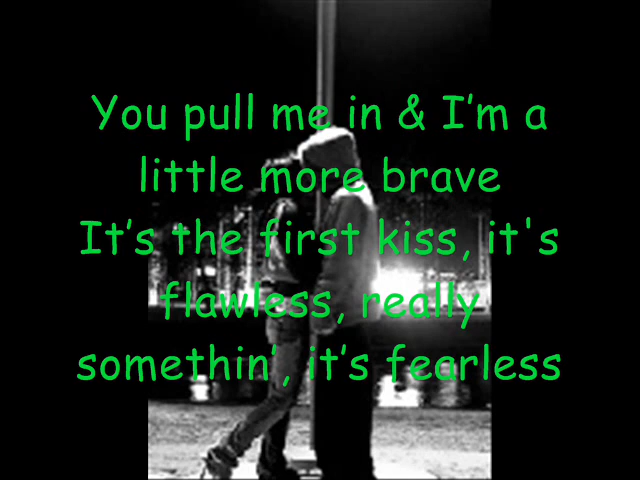 You pull me in & I’m a
little more brave
It’s the first kiss, it's
flawless, really
somethin’, it’s fearless